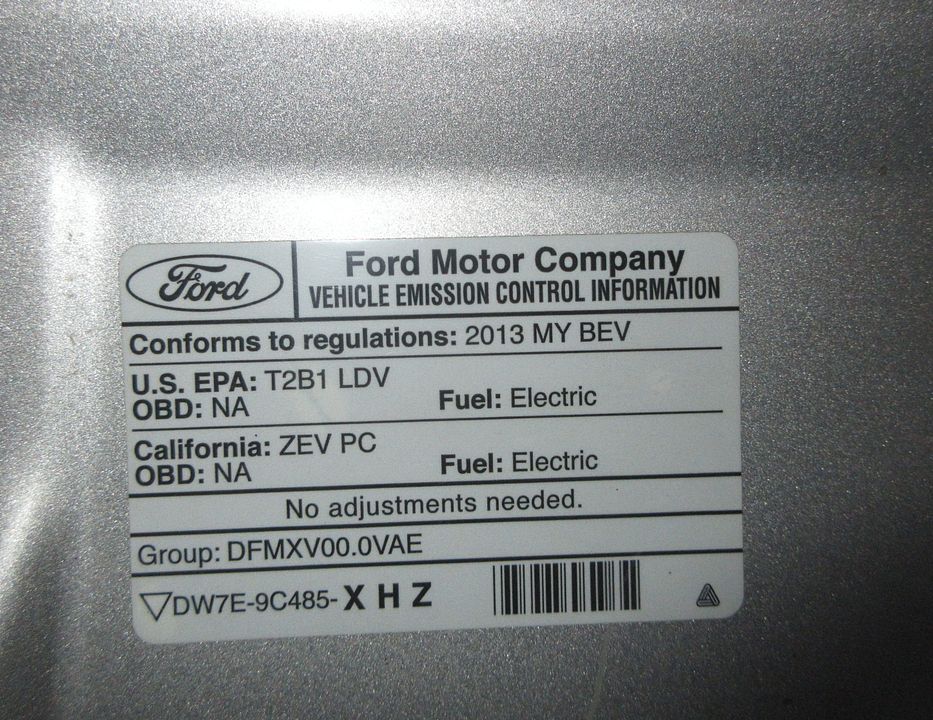 Ford
Ford Motor Company
VEHICLE EMISSION CONTROL INFORMATION
Conforms to regulations: 2013 MY BEV
U.S. EPA: T2B1 LDV
OBD: NA
Fuel: Electric
California: ZEV PC
OBD: NA
Fuel: Electric
No adjustments needed.
Group: DFMXV00.0VAE
▽DW7E-9C485-X H Z